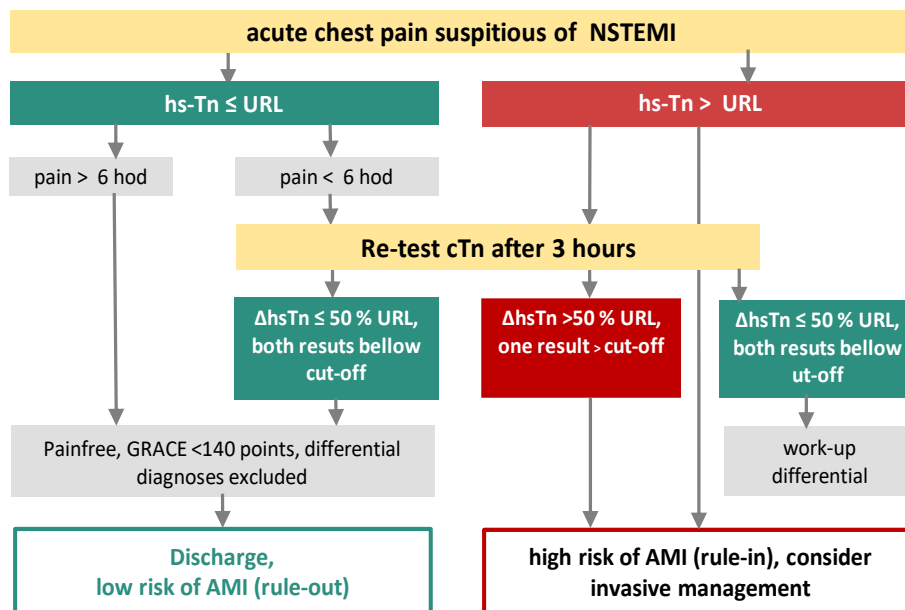 acute chest pain suspitious of NSTEMI
hs-Tn ≤ URL
hs-Tn > URL
pain > 6 hod
pain < 6 hod
Re-test cTn after 3 hours
ΔhsTn ≤ 50 % URL,
both resuts bellow
cut-off
ΔhsTn >50 % URL,
one result > cut-off
ΔhsTn ≤ 50 % URL,
both resuts bellow
ut-off
Painfree, GRACE <140 points, differential
diagnoses excluded
work-up
differential
Discharge,
low risk of AMI (rule-out)
high risk of AMI (rule-in), consider
invasive management